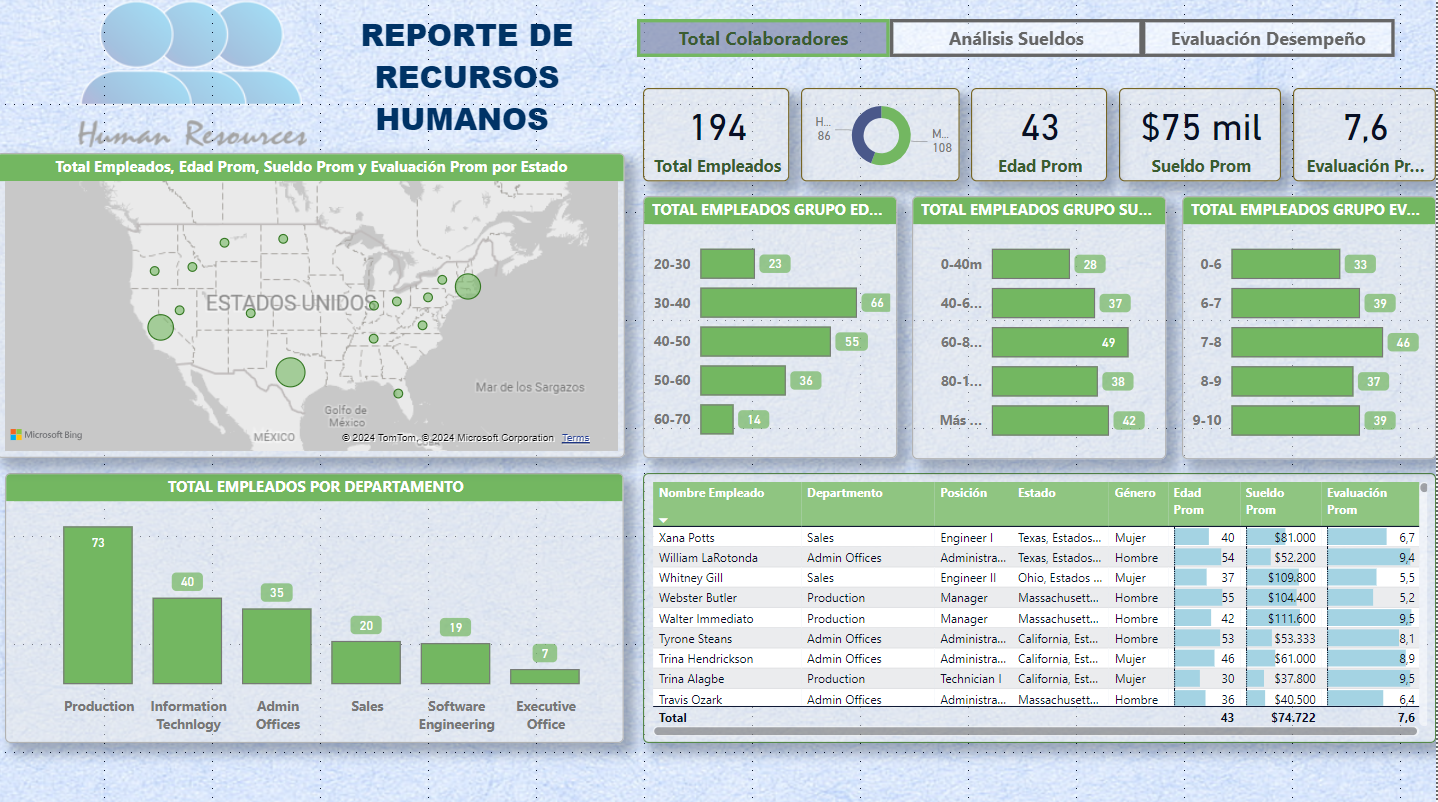 REPORTE DE
RECURSOS
HUMANOS
Human Resources
Total Colaboradores
Análisis Sueldos
Evaluación Desempeño
194
Total Empleados
H...
86
M...
108
43
Edad Prom
$75 mil
Sueldo Prom
7,6
Evaluación Pr...
Total Empleados, Edad Prom, Sueldo Prom y Evaluación Prom por Estado
ESTADOS UNIDOS
Mar de los Sargazos
Golfo de
México
MÉXICO
Microsoft Bing
© 2024 TomTom, © 2024 Microsoft Corporation Terms
TOTAL EMPLEADOS GRUPO ED...
20-30 23
30-40 66
40-50 55
50-60 36
60-70 14
TOTAL EMPLEADOS GRUPO SU...
0-40m 28
40-6... 37
60-8... 49
80-1... 38
Más ... 42
TOTAL EMPLEADOS GRUPO EV...
0-6 33
6-7 39
7-8 46
8-9 37
9-10 39
TOTAL EMPLEADOS POR DEPARTAMENTO
73
40
35
20
19
7
Production
Information
Technlogy
Admin
Offices
Sales
Software
Engineering
Executive
Office
Nombre Empleado Departmento Posición Estado Género Edad Prom Sueldo Prom Evaluación Prom
Xana Potts Sales Engineer I Texas, Estados... Mujer 40 $81.000 6,7
William LaRotonda Admin Offices Administra... Texas, Estados... Hombre 54 $52.200 9,4
Whitney Gill Sales Engineer II Ohio, Estados ... Mujer 37 $109.800 5,5
Webster Butler Production Manager Massachusett... Hombre 55 $104.400 5,2
Walter Immediato Production Manager Massachusett... Hombre 42 $111.600 9,5
Tyrone Steans Admin Offices Administra... California, Est... Hombre 53 $53.333 8,1
Trina Hendrickson Admin Offices Administra... California, Est... Mujer 46 $61.000 8,9
Trina Alagbe Production Technician I California, Est... Mujer 30 $37.800 9,5
Travis Ozark Admin Offices Administra... Massachusett... Hombre 36 $40.500 6,4
Total 43 $74.722 7,6